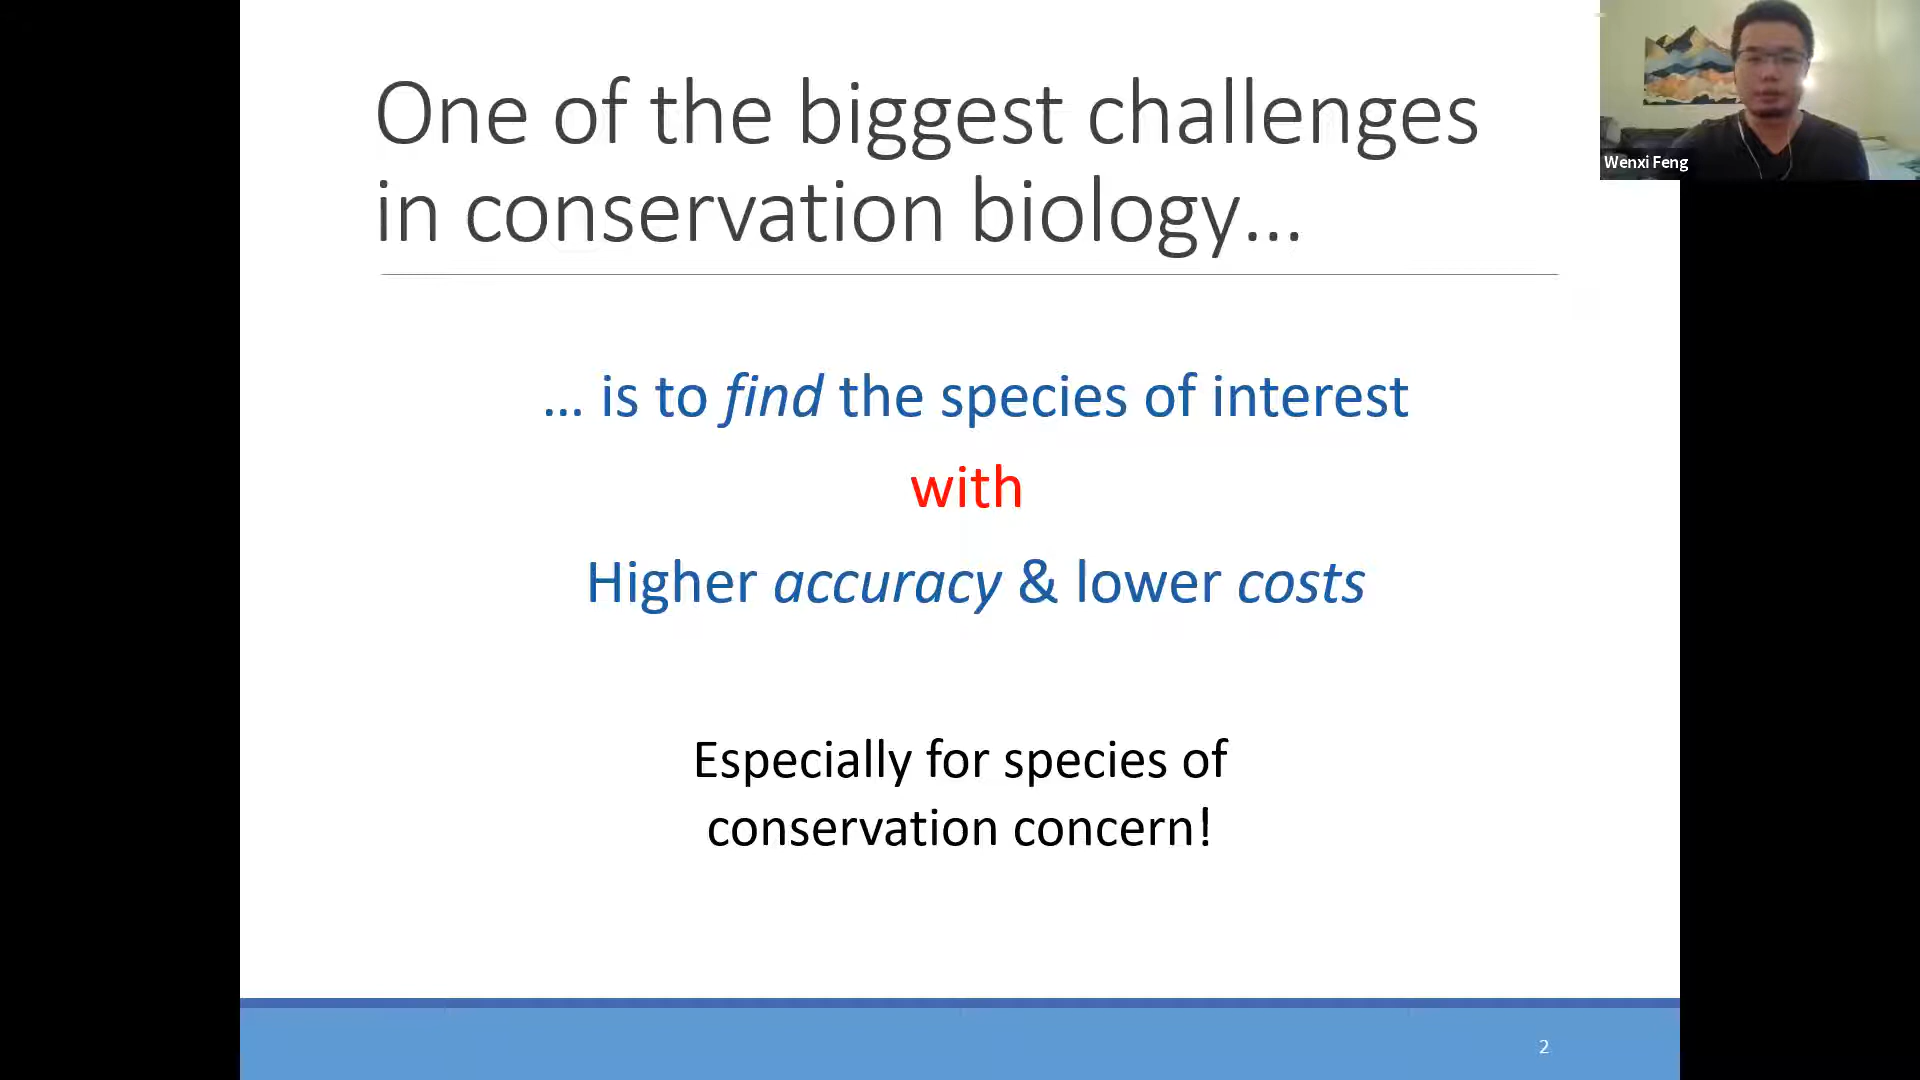 One of the biggest challenges
in conservation biology...
Wenxi Feng
... is to find the species of interest
with
Higher accuracy & lower costs
Especially for species of
conservation concern!
2